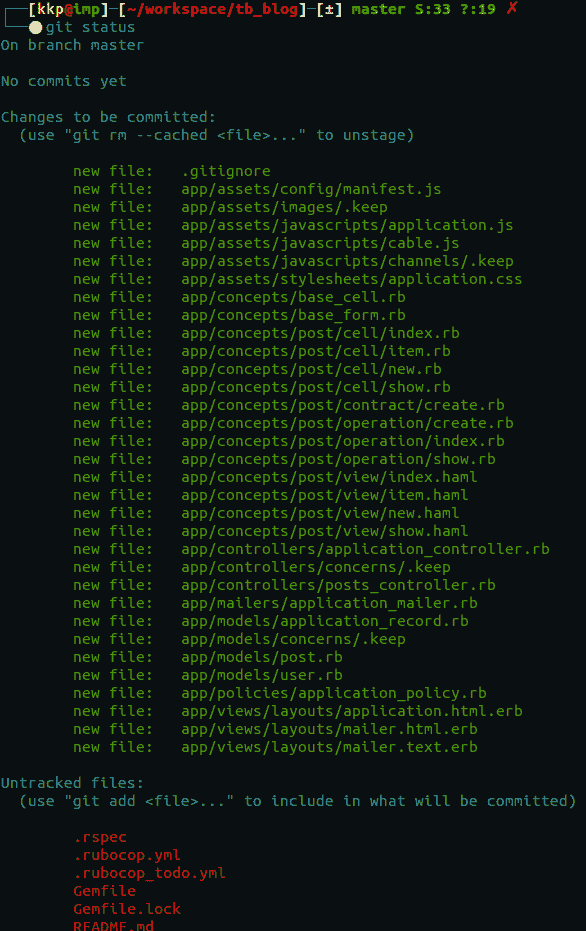 [kkp@imp]-[~/workspace/tb_blog]-[±] master S:33 ?:19 ✗
git status
On branch master
No commits yet
Changes to be committed:
(use "git rm --cached <file>..." to unstage)
new file: .gitignore
new file: app/assets/config/manifest.js
new file: app/assets/images/.keep
new file: app/assets/javascripts/application.js
new file: app/assets/javascripts/cable.js
new file: app/assets/javascripts/channels/.keep
new file: app/assets/stylesheets/application.css
new file: app/concepts/base_cell.rb
new file: app/concepts/base_form.rb
new file: app/concepts/post/cell/index.rb
new file: app/concepts/post/cell/item.rb
new file: app/concepts/post/cell/new.rb
new file: app/concepts/post/cell/show.rb
new file: app/concepts/post/contract/create.rb
new file: app/concepts/post/operation/create.rb
new file: app/concepts/post/operation/index.rb
new file: app/concepts/post/operation/show.rb
new file: app/concepts/post/view/index.haml
new file: app/concepts/post/view/item.haml
new file: app/concepts/post/view/new.haml
new file: app/concepts/post/view/show.haml
new file: app/controllers/application_controller.rb
new file: app/controllers/concerns/.keep
new file: app/controllers/posts_controller.rb
new file: app/mailers/application_mailer.rb
new file: app/models/application_record.rb
new file: app/models/concerns/.keep
new file: app/models/post.rb
new file: app/models/user.rb
new file: app/policies/application_policy.rb
new file: app/views/layouts/application.html.erb
new file: app/views/layouts/mailer.html.erb
new file: app/views/layouts/mailer.text.erb
Untracked files:
(use "git add <file>..." to include in what will be committed)
.rspec
.rubocop.yml
.rubocop_todo.yml
Gemfile
Gemfile.lock
README.md